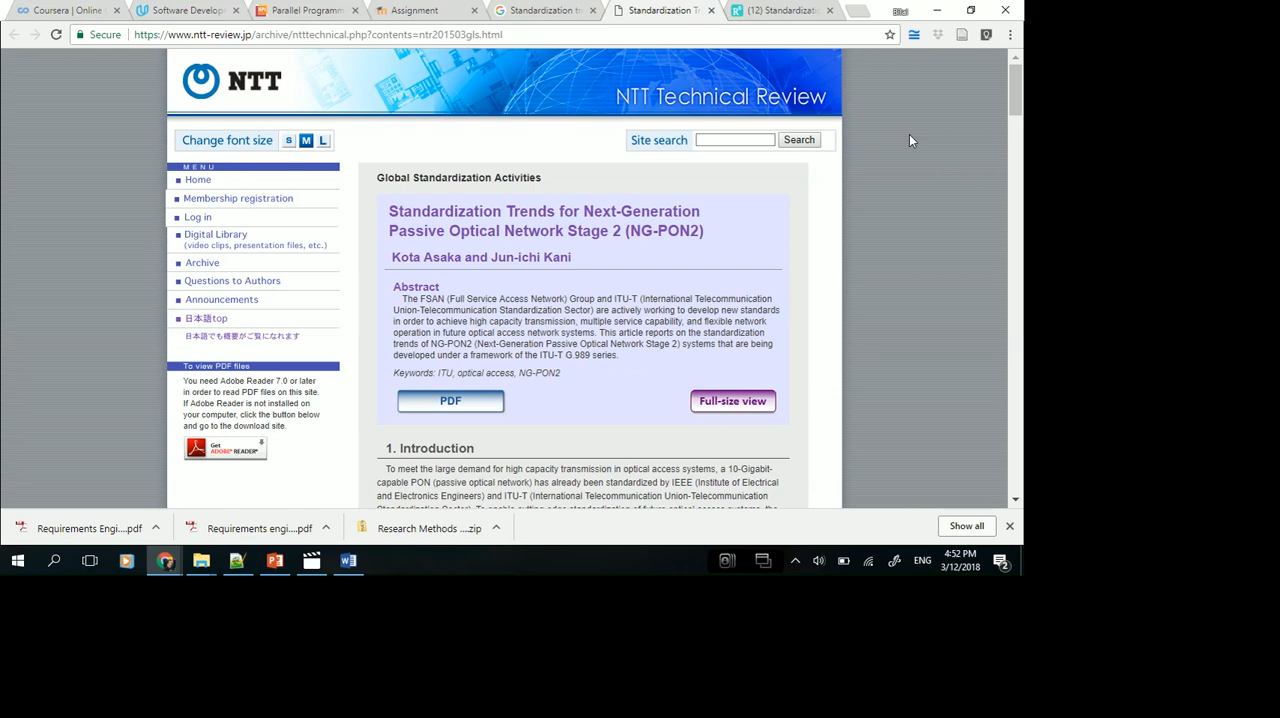 Coursera | Online
Software Develop
Parallel Programm
Assignment
Standardization tr
Standardization Tr
(12) Standardizati
Bilal
Secure
https://www.ntt-review.jp/archive/ntttechnical.php?contents=ntr201503gls.html
NTT
NTT Technical Review
Change font size
S
M
L
Site search
Search
MENU
Home
Membership registration
Log in
Digital Library
(video clips, presentation files, etc.)
Archive
Questions to Authors
Announcements
日本語top
日本語でも概要がご覧になれます
To view PDF files
You need Adobe Reader 7.0 or later
in order to read PDF files on this site.
If Adobe Reader is not installed on
your computer, click the button below
and go to the download site.
Get
ADOBE® READER®
Global Standardization Activities
Standardization Trends for Next-Generation
Passive Optical Network Stage 2 (NG-PON2)
Kota Asaka and Jun-ichi Kani
Abstract
The FSAN (Full Service Access Network) Group and ITU-T (International Telecommunication
Union-Telecommunication Standardization Sector) are actively working to develop new standards
in order to achieve high capacity transmission, multiple service capability, and flexible network
operation in future optical access network systems. This article reports on the standardization
trends of NG-PON2 (Next-Generation Passive Optical Network Stage 2) systems that are being
developed under a framework of the ITU-T G.989 series.
Keywords: ITU, optical access, NG-PON2
PDF
Full-size view
1. Introduction
To meet the large demand for high capacity transmission in optical access systems, a 10-Gigabit-
capable PON (passive optical network) has already been standardized by IEEE (Institute of Electrical
and Electronics Engineers) and ITU-T (International Telecommunication Union-Telecommunication
Requirements Engi....pdf
Requirements engi....pdf
Research Methods ....zip
Show all
ENG
4:52 PM
3/12/2018
2